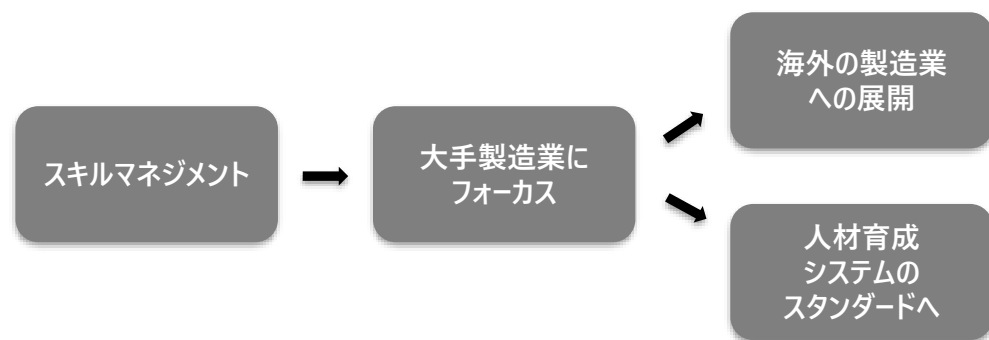 スキルマネジメント
大手製造業に
フォーカス
海外の製造業
への展開
人材育成
システムの
スタンダードへ